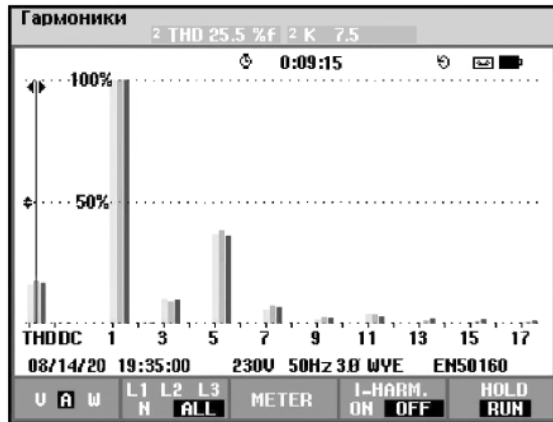 Гармоники
2 THD 25.5 %f 2 K 7.5
0:09:15
100%
50%
THDDC 1 3 5 7 9 11 13 15 17
08/14/20 19:35:00 230V 50Hz 3Ø WYE EN50160
V A W L1 L2 L3 N ALL METER I-HARM. ON OFF HOLD RUN